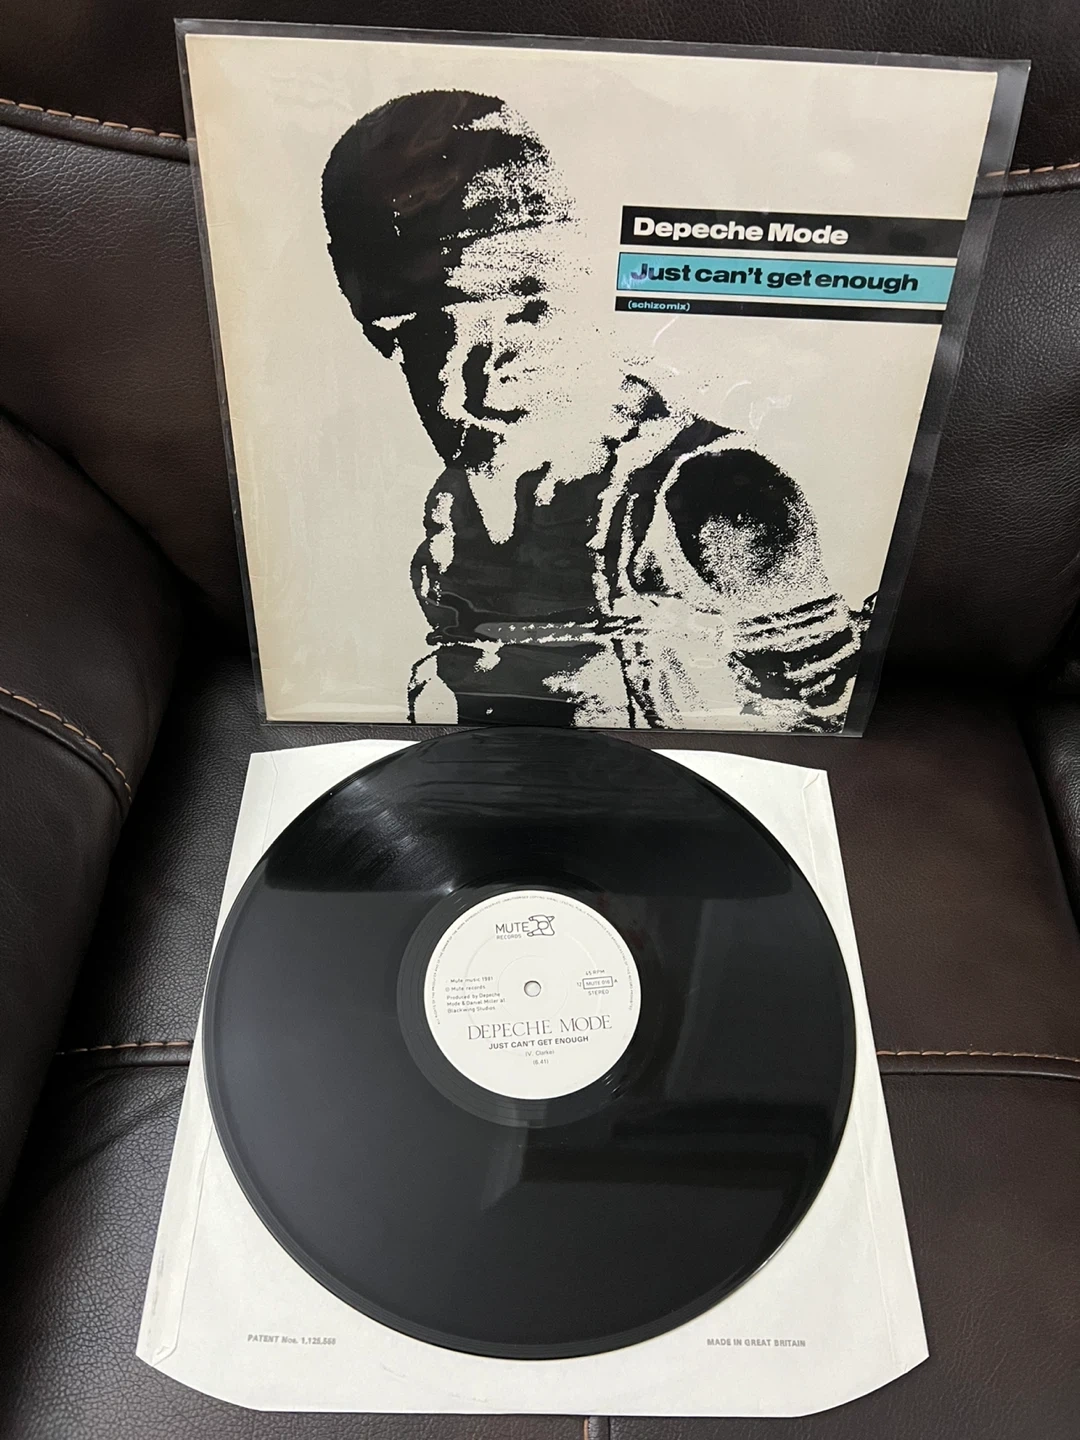 Depeche Mode
Just can't get enough
(schizo mix)
MUTE
RECORDS
℗ Mute music 1981
© Mute records
Produced by Depeche
Mode & Daniel Miller at
Blackwing Studios
45 RPM
12 MUTE 016 A
STEREO
DEPECHE MODE
JUST CAN'T GET ENOUGH
(V. Clarke)
(6.41)
PATENT Nos. 1,125,555
MADE IN GREAT BRITAIN